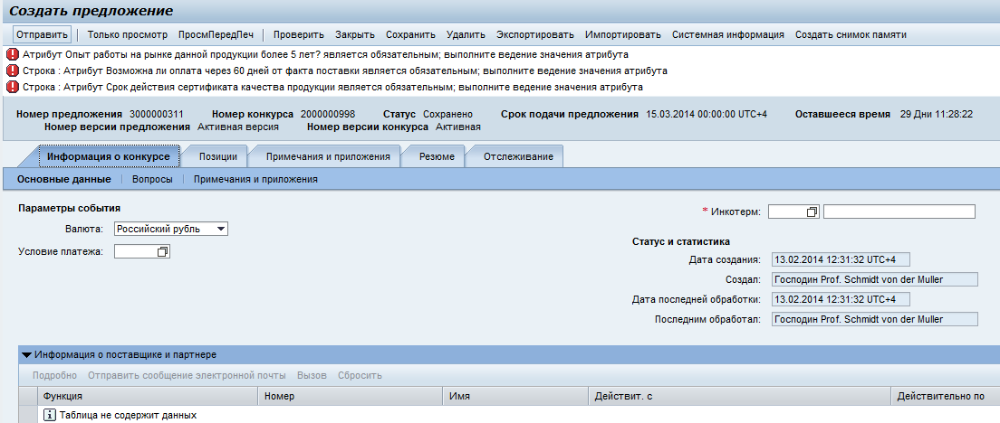 Создать предложение
Отправить Только просмотр ПросмПередПеч Проверить Закрыть Сохранить Удалить Экспортировать Импортировать Системная информация Создать снимок памяти
Атрибут Опыт работы на рынке данной продукции более 5 лет? является обязательным; выполните ведение значения атрибута
Строка : Атрибут Возможна ли оплата через 60 дней от факта поставки является обязательным; выполните ведение значения атрибута
Строка : Атрибут Срок действия сертификата качества продукции является обязательным; выполните ведение значения атрибута
Номер предложения 3000000311 Номер конкурса 2000000998 Статус Сохранено Срок подачи предложения 15.03.2014 00:00:00 UTC+4 Оставшееся время 29 Дни 11:28:22
Номер версии предложения Активная версия Номер версии конкурса Активная
Информация о конкурсе Позиции Примечания и приложения Резюме Отслеживание
Основные данные Вопросы Примечания и приложения
Параметры события
* Инкотерм:
Валюта: Российский рубль
Статус и статистика
Условие платежа:
Дата создания: 13.02.2014 12:31:32 UTC+4
Создал: Господин Prof. Schmidt von der Muller
Дата последней обработки: 13.02.2014 12:31:32 UTC+4
Последним обработал: Господин Prof. Schmidt von der Muller
Информация о поставщике и партнере
Подробно Отправить сообщение электронной почты Вызов Сбросить
Функция Номер Имя Действит. с Действительно по
Таблица не содержит данных